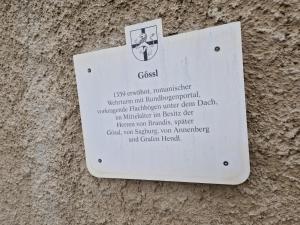 Gössl
1359 erwähnt, romanischer
Wehrturm mit Rundbogenportal,
vorkragende Flachbögen unter dem Dach,
im Mittelalter im Besitz der
Herren von Brandis, später
Gössl, von Sagburg, von Annenberg
und Grafen Hendl.